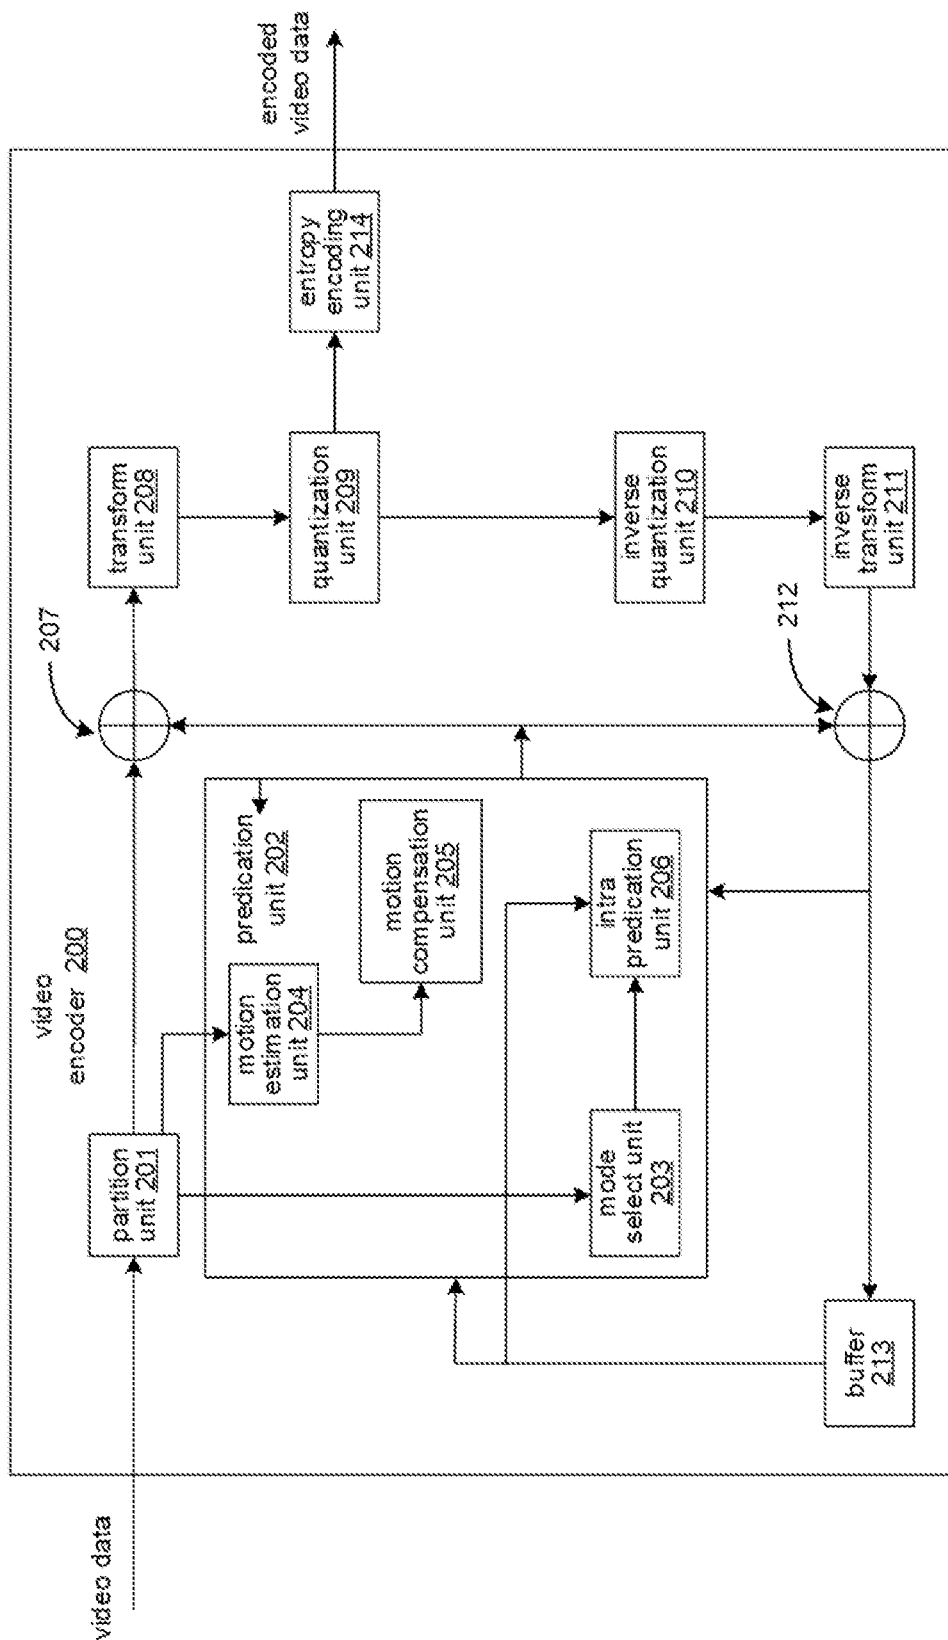 video
encoder 200
video data
partition
unit 201
207
transform
unit 208
encoded
video data
predication
unit 202
motion
estimation
unit 204
motion
compensation
unit 205
quantization
unit 209
entropy
encoding
unit 214
mode
select unit
203
intra
predication
unit 206
inverse
quantization
unit 210
212
buffer
213
inverse
transform
unit 211